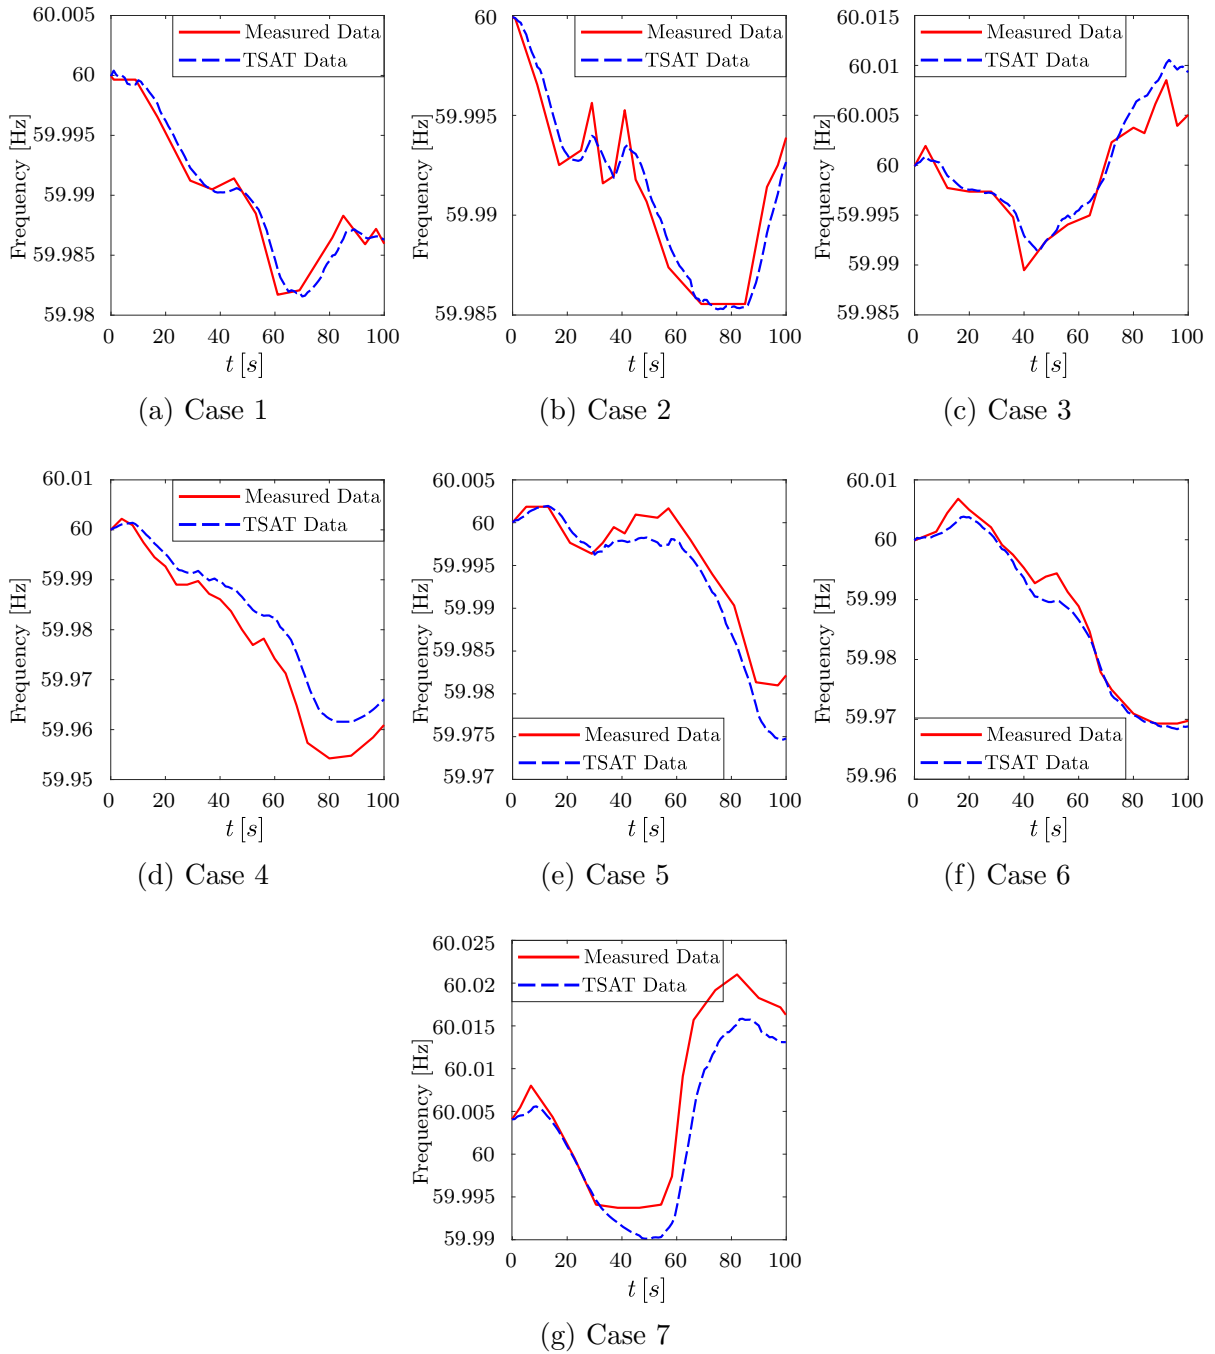 60.005
60
59.995
59.99
59.985
59.98
Frequency [Hz]
Measured Data
TSAT Data
0 20 40 60 80 100
t [s]
(a) Case 1
60
59.995
59.99
59.985
Frequency [Hz]
Measured Data
TSAT Data
0 20 40 60 80 100
t [s]
(b) Case 2
60.015
60.01
60.005
60
59.995
59.99
59.985
Frequency [Hz]
Measured Data
TSAT Data
0 20 40 60 80 100
t [s]
(c) Case 3
60.01
60
59.99
59.98
59.97
59.96
59.95
Frequency [Hz]
Measured Data
TSAT Data
0 20 40 60 80 100
t [s]
(d) Case 4
60.005
60
59.995
59.99
59.985
59.98
59.975
59.97
Frequency [Hz]
Measured Data
TSAT Data
0 20 40 60 80 100
t [s]
(e) Case 5
60.01
60
59.99
59.98
59.97
59.96
Frequency [Hz]
Measured Data
TSAT Data
0 20 40 60 80 100
t [s]
(f) Case 6
60.025
60.02
60.015
60.01
60.005
60
59.995
59.99
Frequency [Hz]
Measured Data
TSAT Data
0 20 40 60 80 100
t [s]
(g) Case 7